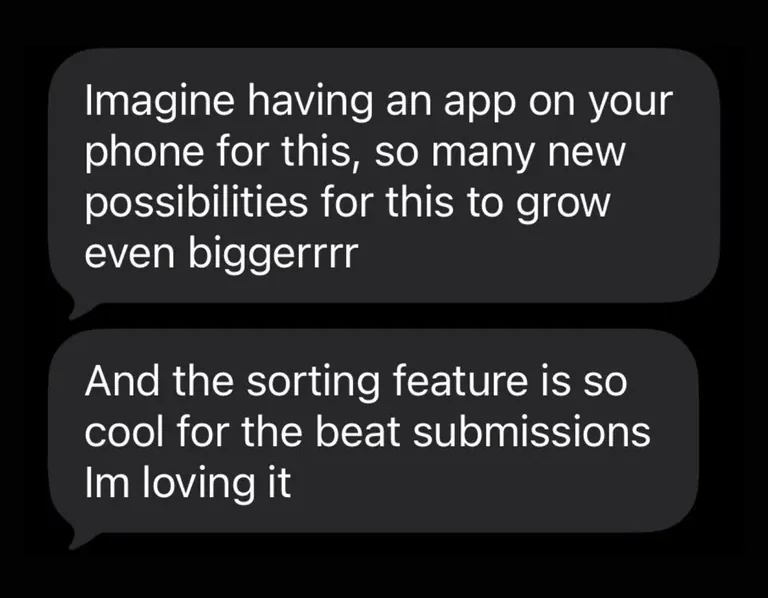 Imagine having an app on your
phone for this, so many new
possibilities for this to grow
even biggerrrr
And the sorting feature is so
cool for the beat submissions
Im loving it